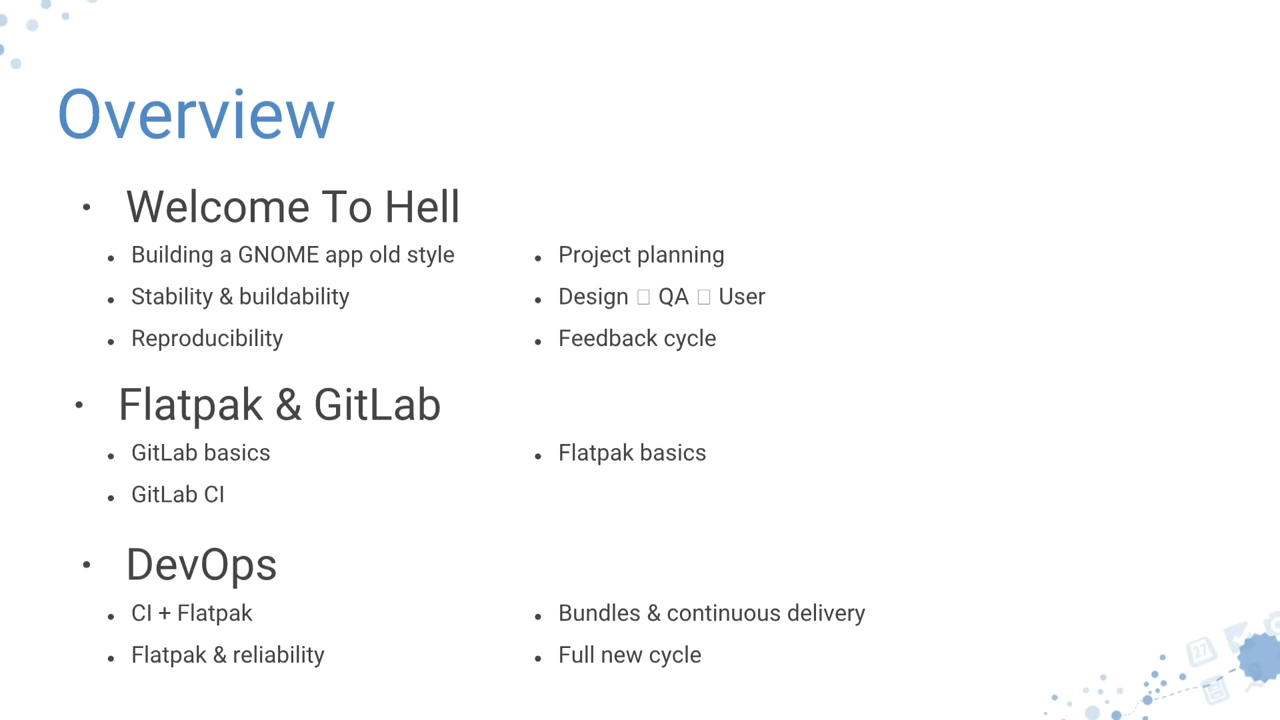 Overview
• Welcome To Hell
• Building a GNOME app old style
• Stability & buildability
• Reproducibility
• Project planning
• Design □ QA □ User
• Feedback cycle
• Flatpak & GitLab
• GitLab basics
• GitLab CI
• Flatpak basics
• DevOps
• CI + Flatpak
• Flatpak & reliability
• Bundles & continuous delivery
• Full new cycle
27